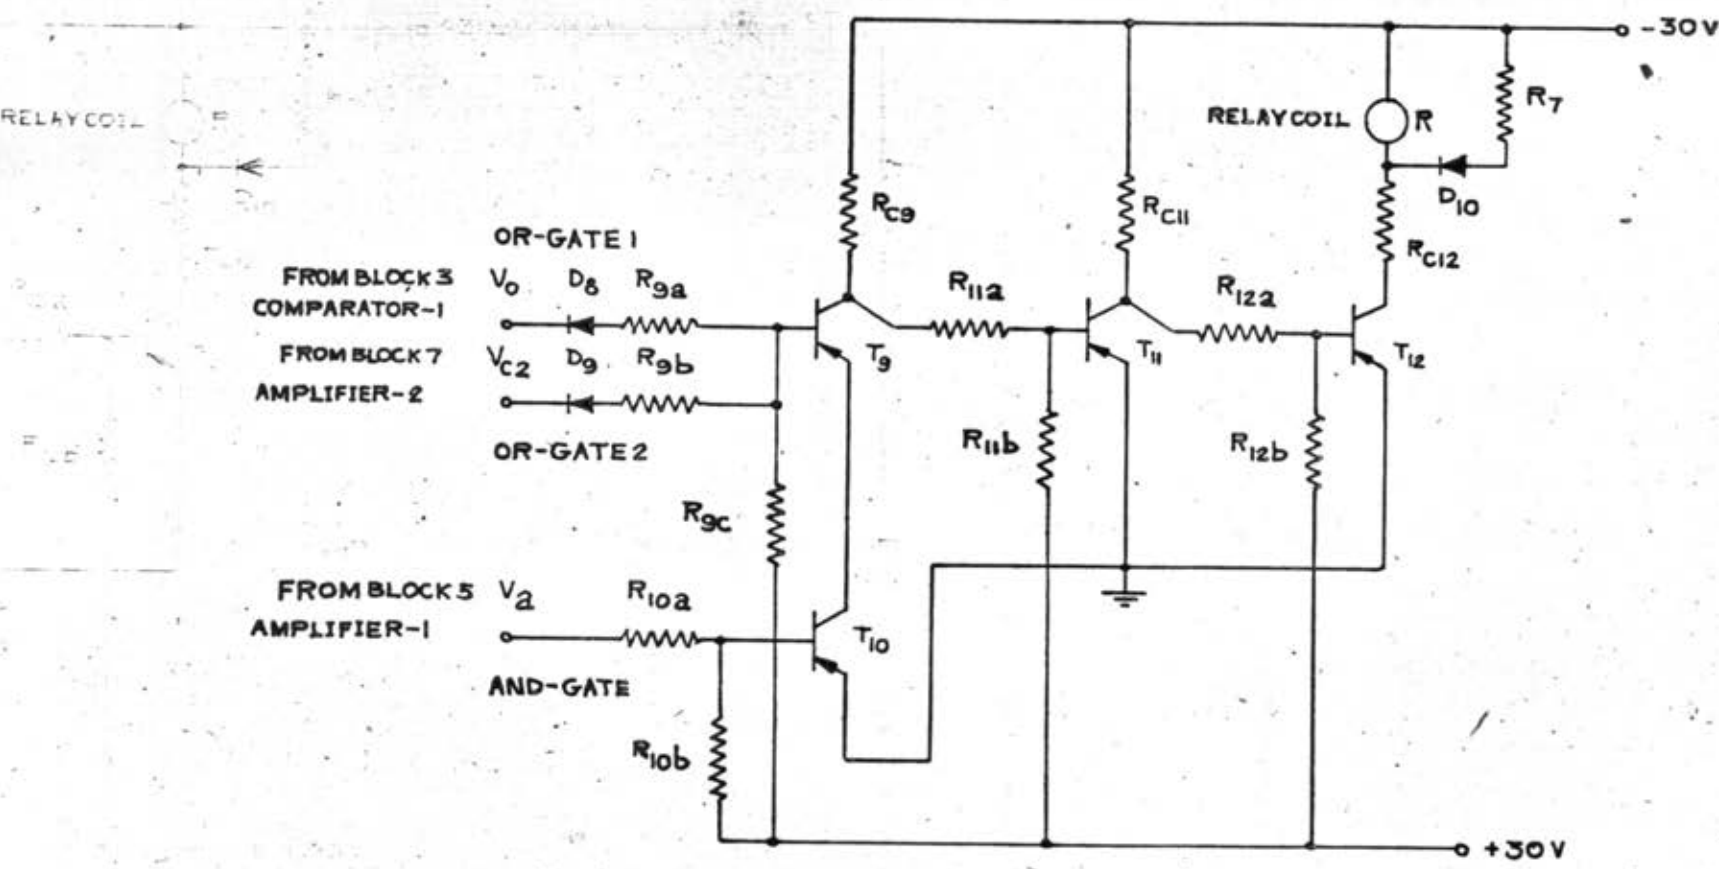 -30V
RELAY COIL
RELAY COIL R
R7
D10
RC9
RC11
RC12
OR-GATE 1
FROM BLOCK 3 V0 D8 R9a
COMPARATOR-1
R11a
R12a
FROM BLOCK 7 VC2 D9 R9b
AMPLIFIER-2
T9
T11
T12
OR-GATE 2
R11b
R12b
R9c
FROM BLOCK 5 Va R10a
AMPLIFIER-1
T10
AND-GATE
R10b
+30V